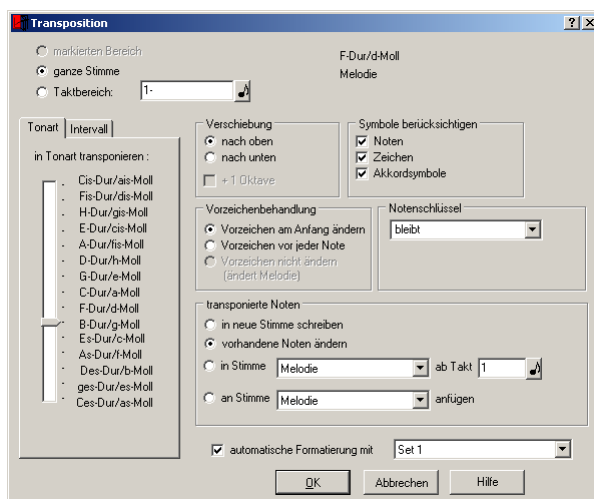 Transposition
markierten Bereich
ganze Stimme
Taktbereich: 1-
F-Dur/d-Moll
Melodie
Tonart Intervall
in Tonart transponieren :
Cis-Dur/ais-Moll
Fis-Dur/dis-Moll
H-Dur/gis-Moll
E-Dur/cis-Moll
A-Dur/fis-Moll
D-Dur/h-Moll
G-Dur/e-Moll
C-Dur/a-Moll
F-Dur/d-Moll
B-Dur/g-Moll
Es-Dur/c-Moll
As-Dur/f-Moll
Des-Dur/b-Moll
ges-Dur/es-Moll
Ces-Dur/as-Moll
Verschiebung
nach oben
nach unten
+ 1 Oktave
Symbole berücksichtigen
Noten
Zeichen
Akkordsymbole
Vorzeichenbehandlung
Vorzeichen am Anfang ändern
Vorzeichen vor jeder Note
Vorzeichen nicht ändern
(ändert Melodie)
Notenschlüssel
bleibt
transponierte Noten
in neue Stimme schreiben
vorhandene Noten ändern
in Stimme Melodie ab Takt 1
an Stimme Melodie anfügen
automatische Formatierung mit Set 1
OK Abbrechen Hilfe